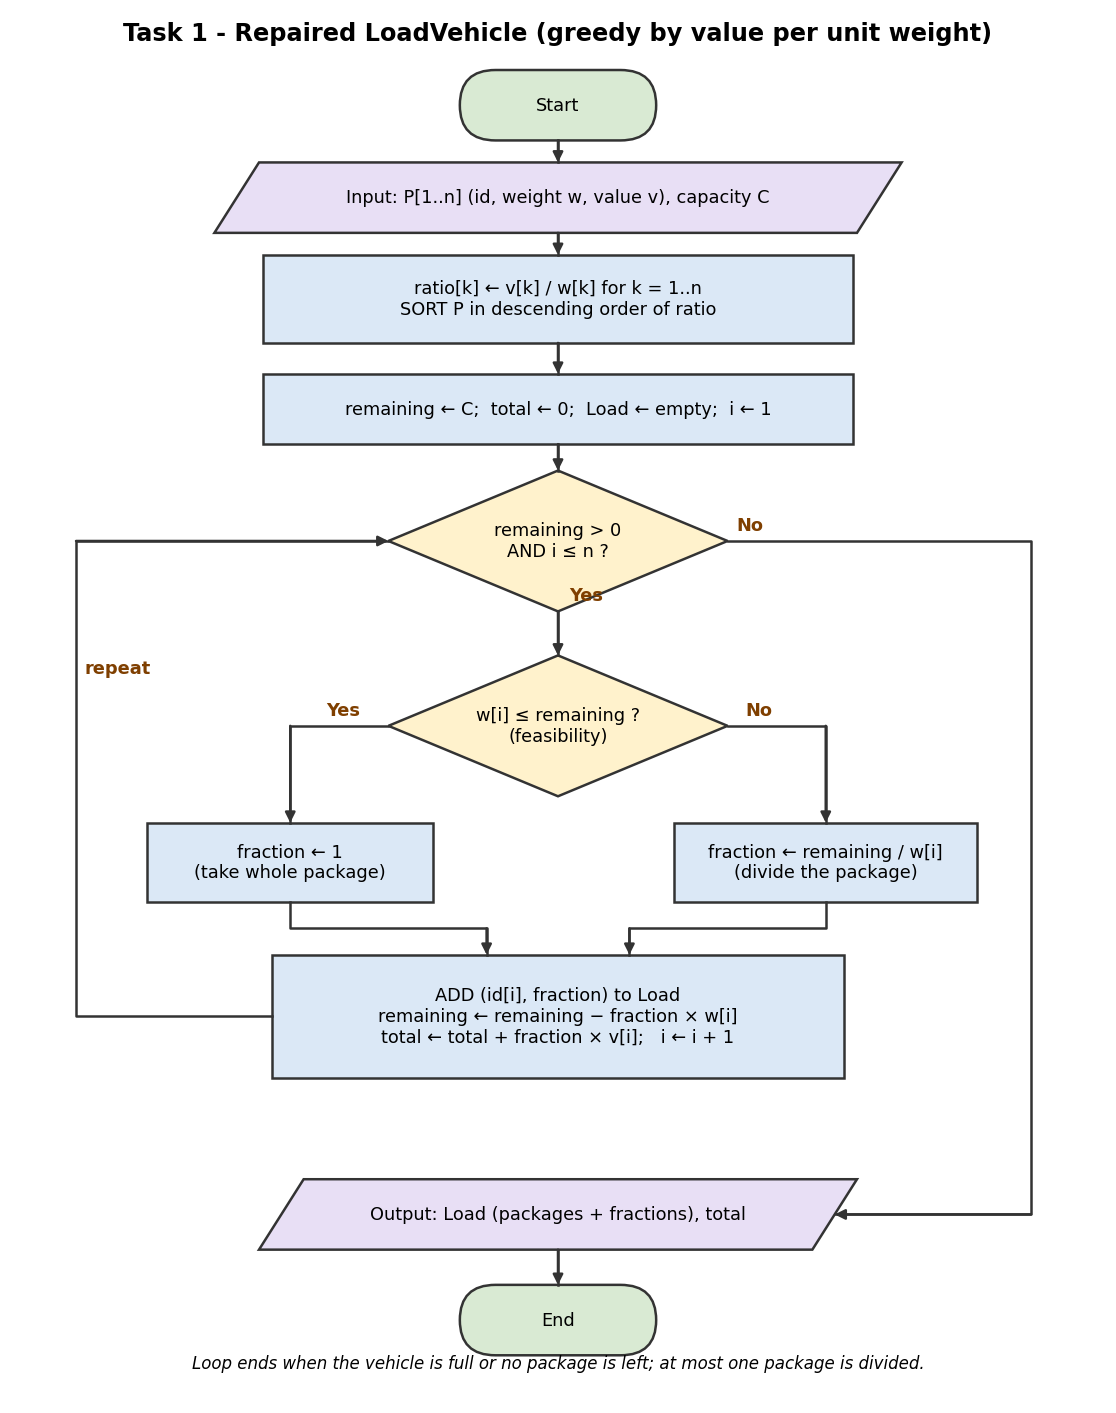 Task 1 - Repaired LoadVehicle (greedy by value per unit weight)
Start
Input: P[1..n] (id, weight w, value v), capacity C
ratio[k] ← v[k] / w[k] for k = 1..n
SORT P in descending order of ratio
remaining ← C;  total ← 0;  Load ← empty;  i ← 1
remaining > 0
AND i ≤ n ?
No
Yes
repeat
w[i] ≤ remaining ?
(feasibility)
Yes
No
fraction ← 1
(take whole package)
fraction ← remaining / w[i]
(divide the package)
ADD (id[i], fraction) to Load
remaining ← remaining − fraction × w[i]
total ← total + fraction × v[i];   i ← i + 1
Output: Load (packages + fractions), total
End
Loop ends when the vehicle is full or no package is left; at most one package is divided.